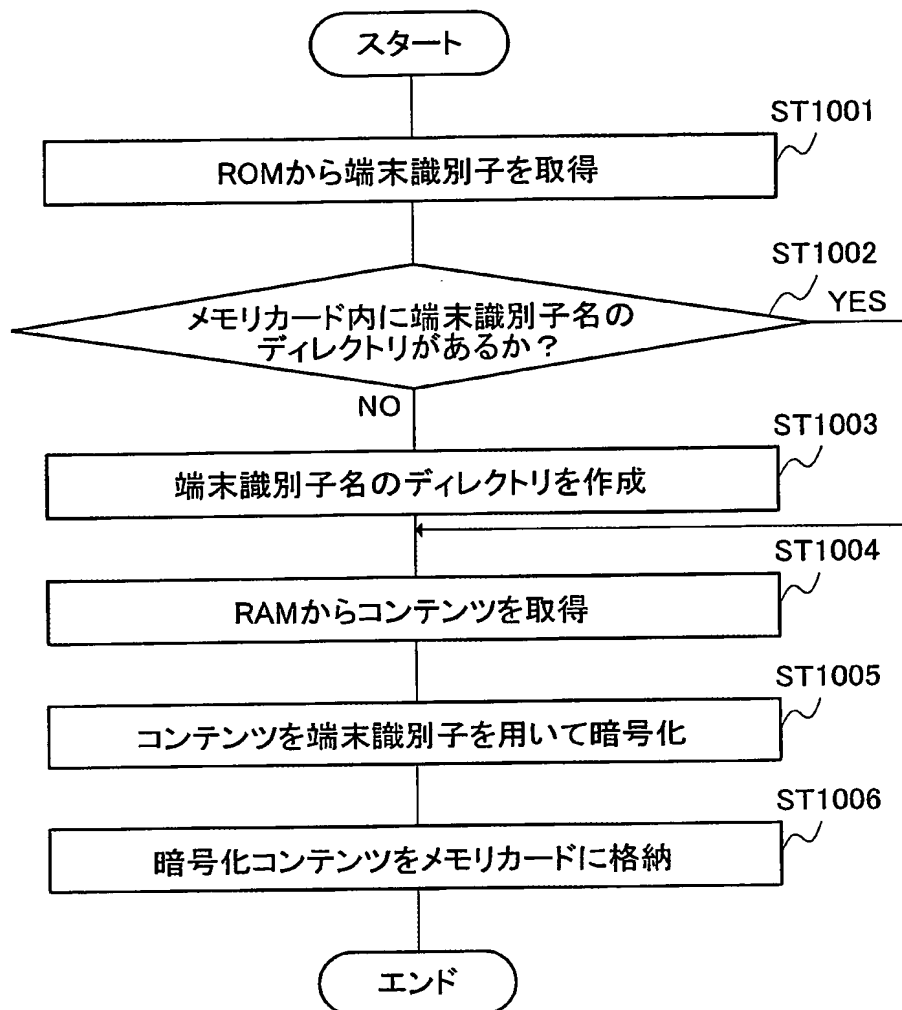 スタート
ST1001
ROMから端末識別子を取得
ST1002
メモリカード内に端末識別子名の
ディレクトリがあるか？
YES
NO
ST1003
端末識別子名のディレクトリを作成
ST1004
RAMからコンテンツを取得
ST1005
コンテンツを端末識別子を用いて暗号化
ST1006
暗号化コンテンツをメモリカードに格納
エンド